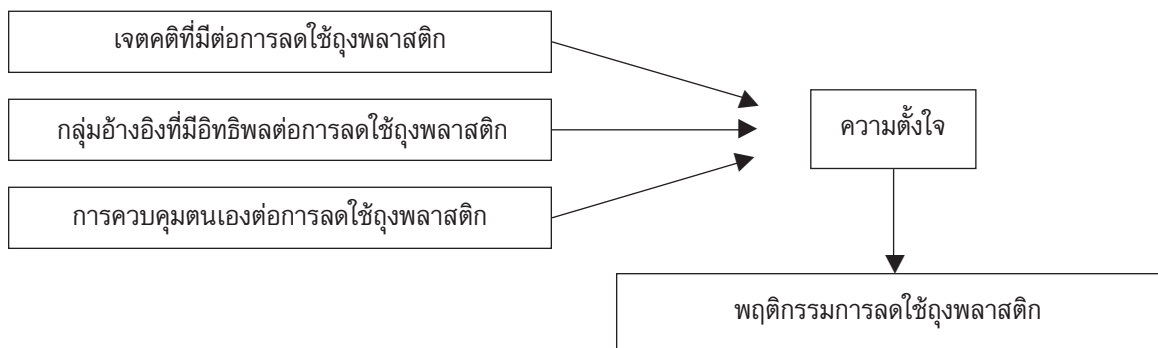 เจตคติที่มีต่อการลดใช้ถุงพลาสติก
กลุ่มอ้างอิงที่มีอิทธิพลต่อการลดใช้ถุงพลาสติก
ความตั้งใจ
การควบคุมตนเองต่อการลดใช้ถุงพลาสติก
พฤติกรรมการลดใช้ถุงพลาสติก